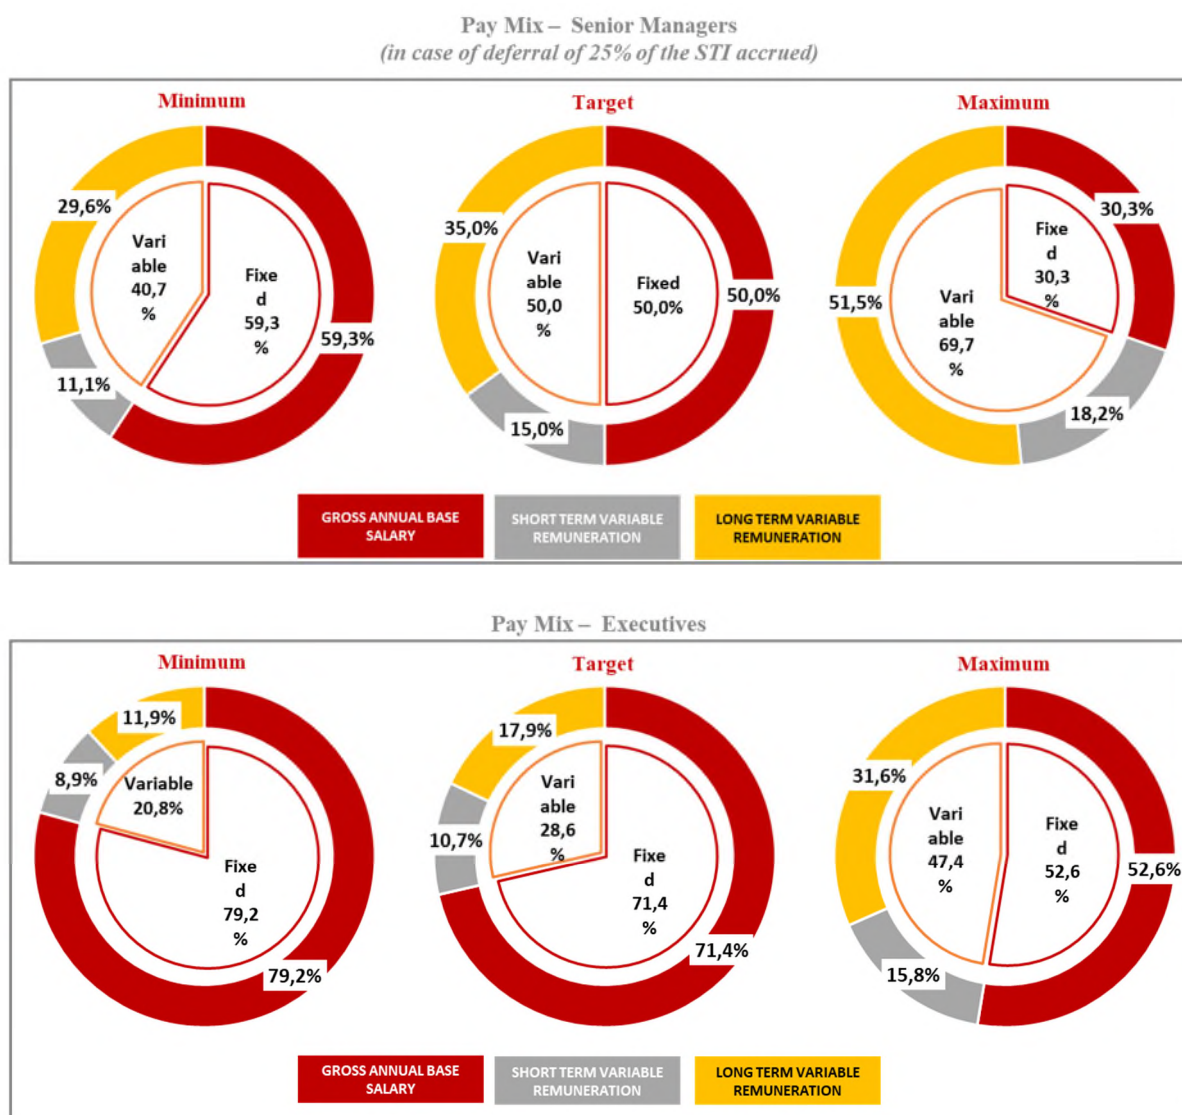 Pay Mix – Senior Managers
(in case of deferral of 25% of the STI accrued)
Minimum
Target
Maximum
29,6%
Vari
able
40,7
%
Fixe
d
59,3
%
59,3%
11,1%
35,0%
Vari
able
50,0
%
Fixed
50,0%
50,0%
15,0%
30,3%
Fixe
d
30,3
%
51,5%
Vari
able
69,7
%
18,2%
GROSS ANNUAL BASE
SALARY
SHORT TERM VARIABLE
REMUNERATION
LONG TERM VARIABLE
REMUNERATION
Pay Mix – Executives
Minimum
Target
Maximum
11,9%
8,9%
Variable
20,8%
Fixe
d
79,2
%
79,2%
17,9%
Vari
able
28,6
%
10,7%
Fixe
d
71,4
%
71,4%
31,6%
Vari
able
47,4
%
Fixe
d
52,6
%
52,6%
15,8%
GROSS ANNUAL BASE
SALARY
SHORT TERM VARIABLE
REMUNERATION
LONG TERM VARIABLE
REMUNERATION